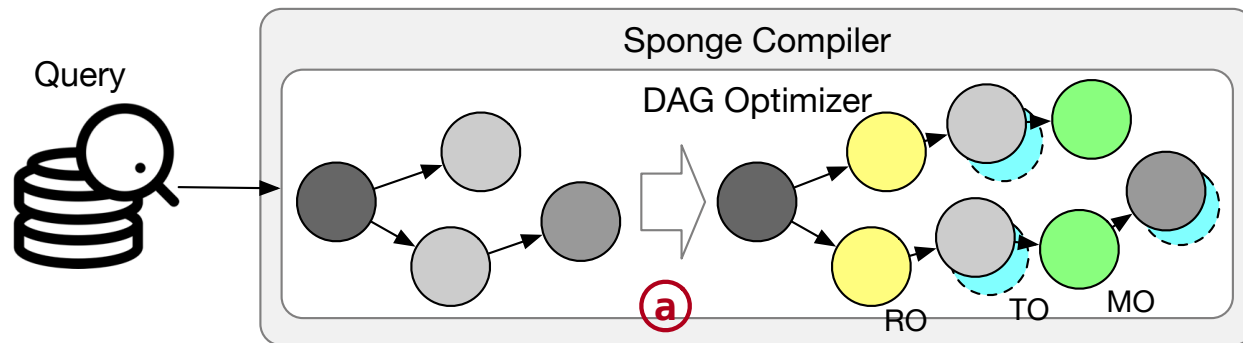 Sponge Compiler
Query
DAG Optimizer
a
RO
TO
MO